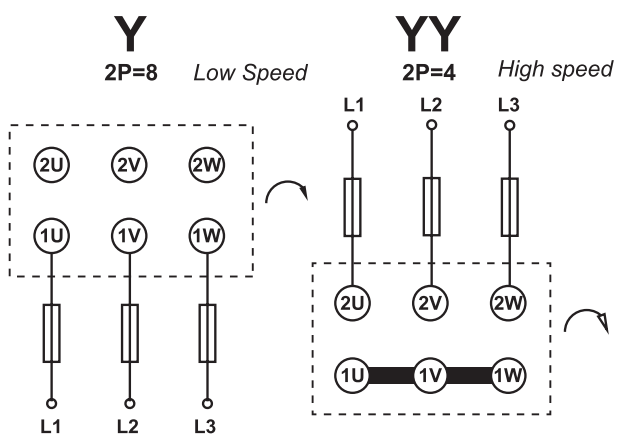 Y
2P=8 Low Speed
2U 2V 2W
1U 1V 1W
L1 L2 L3
YY
2P=4 High speed
L1 L2 L3
2U 2V 2W
1U 1V 1W